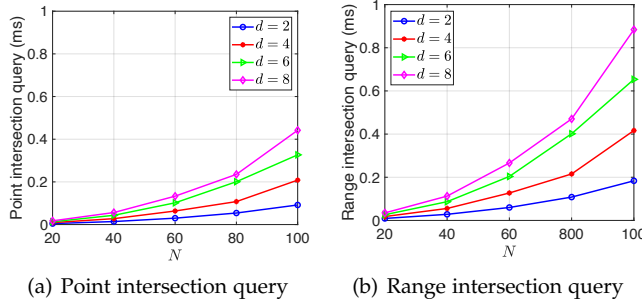 Point intersection query (ms)
1
0.8
0.6
0.4
0.2
0
20 40 60 80 100
N
d = 2
d = 4
d = 6
d = 8
(a) Point intersection query
Range intersection query (ms)
1
0.8
0.6
0.4
0.2
0
20 40 60 800 100
N
d = 2
d = 4
d = 6
d = 8
(b) Range intersection query